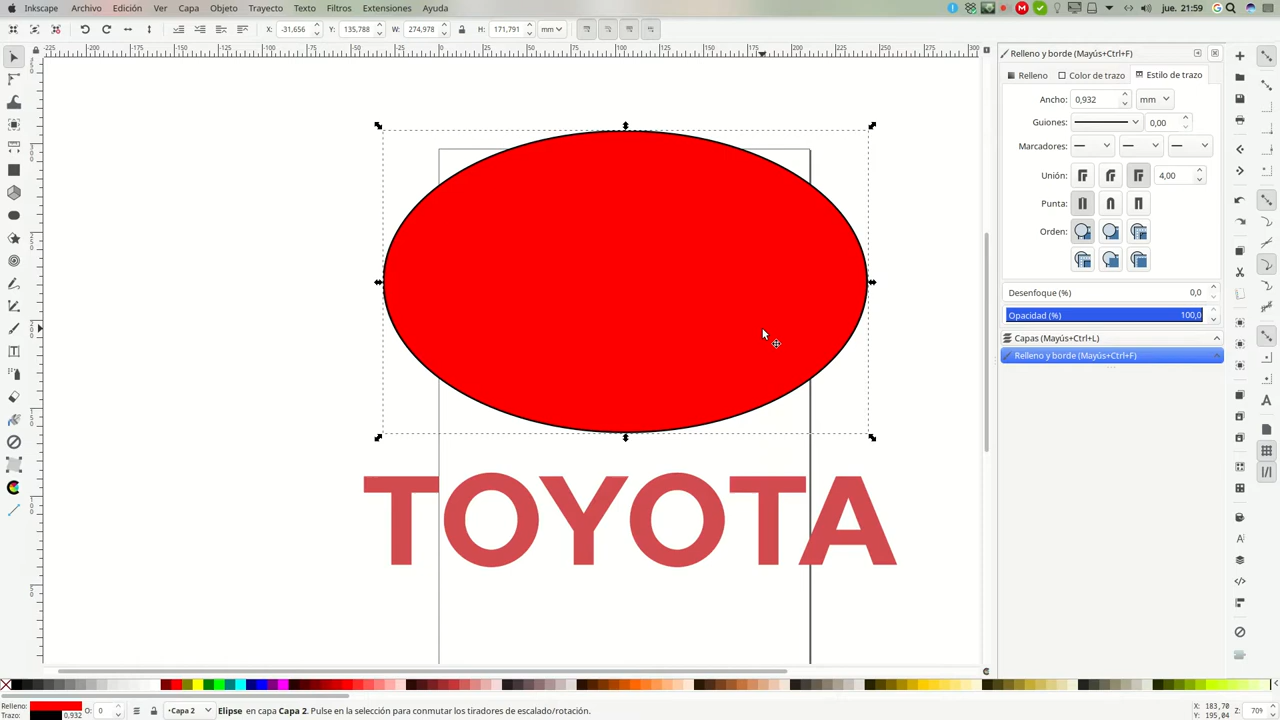 Inkscape Archivo Edición Ver Capa Objeto Trayecto Texto Filtros Extensiones Ayuda jue. 21:59
X: -31,656 Y: 135,788 W: 274,978 H: 171,791 mm
Relleno y borde (Mayús+Ctrl+F)
Relleno Color de trazo Estilo de trazo
Ancho: 0,932 mm
Guiones: 0,00
Marcadores:
Unión: 4,00
Punta:
Orden:
Desenfoque (%) 0,0
Opacidad (%) 100,0
Capas (Mayús+Ctrl+L)
Relleno y borde (Mayús+Ctrl+F)
TOYOTA
Relleno:
Trazo: 0,932
O: 0
•Capa 2
Elipse en capa Capa 2. Pulse en la selección para conmutar los tiradores de escalado/rotación.
X: 183,70
Y: 195,04
Z: 70%